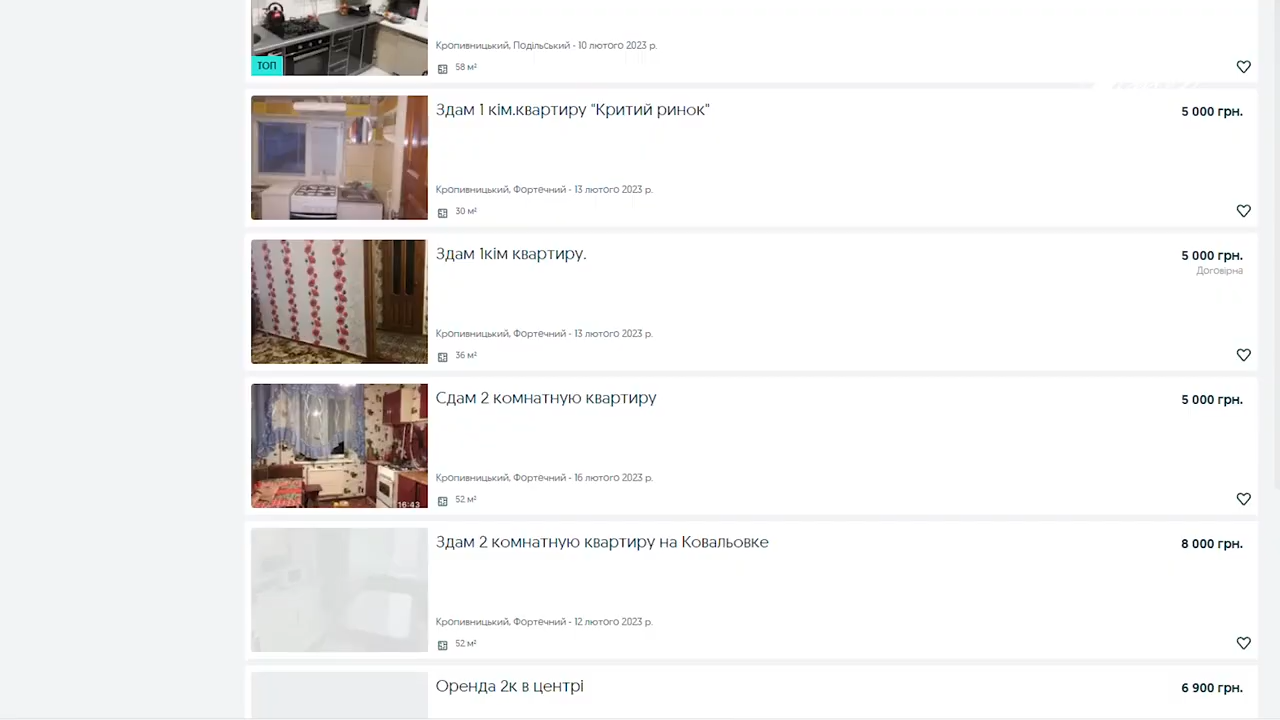 ТОП
Кропивницький, Подільський - 10 лютого 2023 р.
58 м²
Здам 1 кім.квартиру "Критий ринок"
5 000 грн.
Кропивницький, Фортечний - 13 лютого 2023 р.
30 м²
Здам 1кім квартиру.
5 000 грн.
Договірна
Кропивницький, Фортечний - 13 лютого 2023 р.
36 м²
Сдам 2 комнатную квартиру
5 000 грн.
Кропивницький, Фортечний - 16 лютого 2023 р.
52 м²
16:43
Здам 2 комнатную квартиру на Ковальовке
8 000 грн.
Кропивницький, Фортечний - 12 лютого 2023 р.
52 м²
Оренда 2к в центрі
6 900 грн.